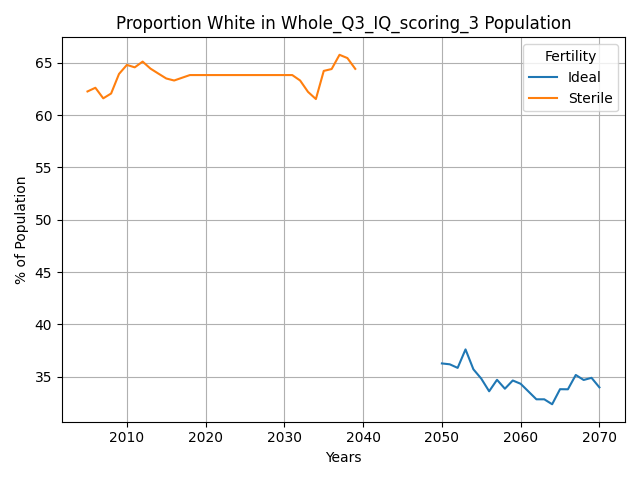 Proportion White in Whole_Q3_IQ_scoring_3 Population
Fertility
Ideal
Sterile
% of Population
65
60
55
50
45
40
35
2010 2020 2030 2040 2050 2060 2070
Years